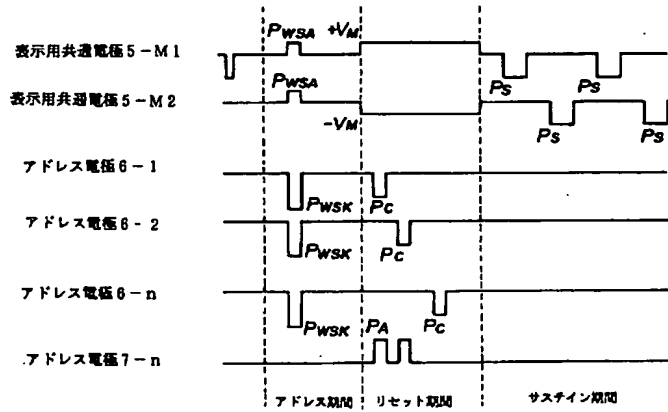 PWSA +VM
表示用共通電極5-M1
PS PS
PWSA
表示用共通電極5-M2
-VM
PS PS
アドレス電極6-1
PWSK PC
アドレス電極6-2
PWSK PC
アドレス電極6-n
PWSK PA PC
アドレス電極7-n
アドレス期間 リセット期間 サステイン期間